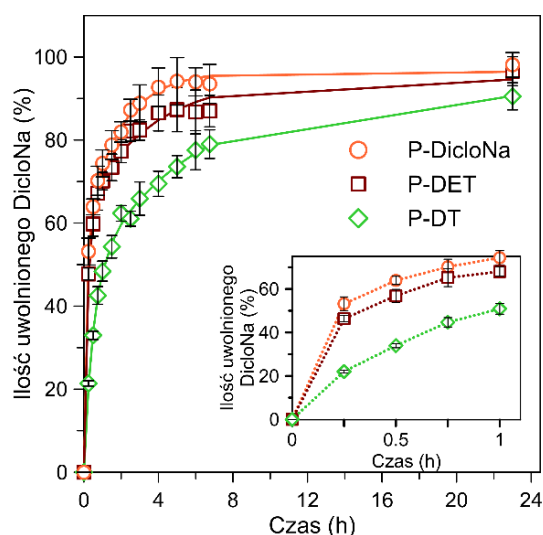 Ilość uwolnionego DicloNa (%)
100
80
60
40
20
0
P-DicloNa
P-DET
P-DT
Ilość uwolnionego
DicloNa (%)
60
40
20
0
0 0.5 1
Czas (h)
0 4 8 12 16 20 24
Czas (h)